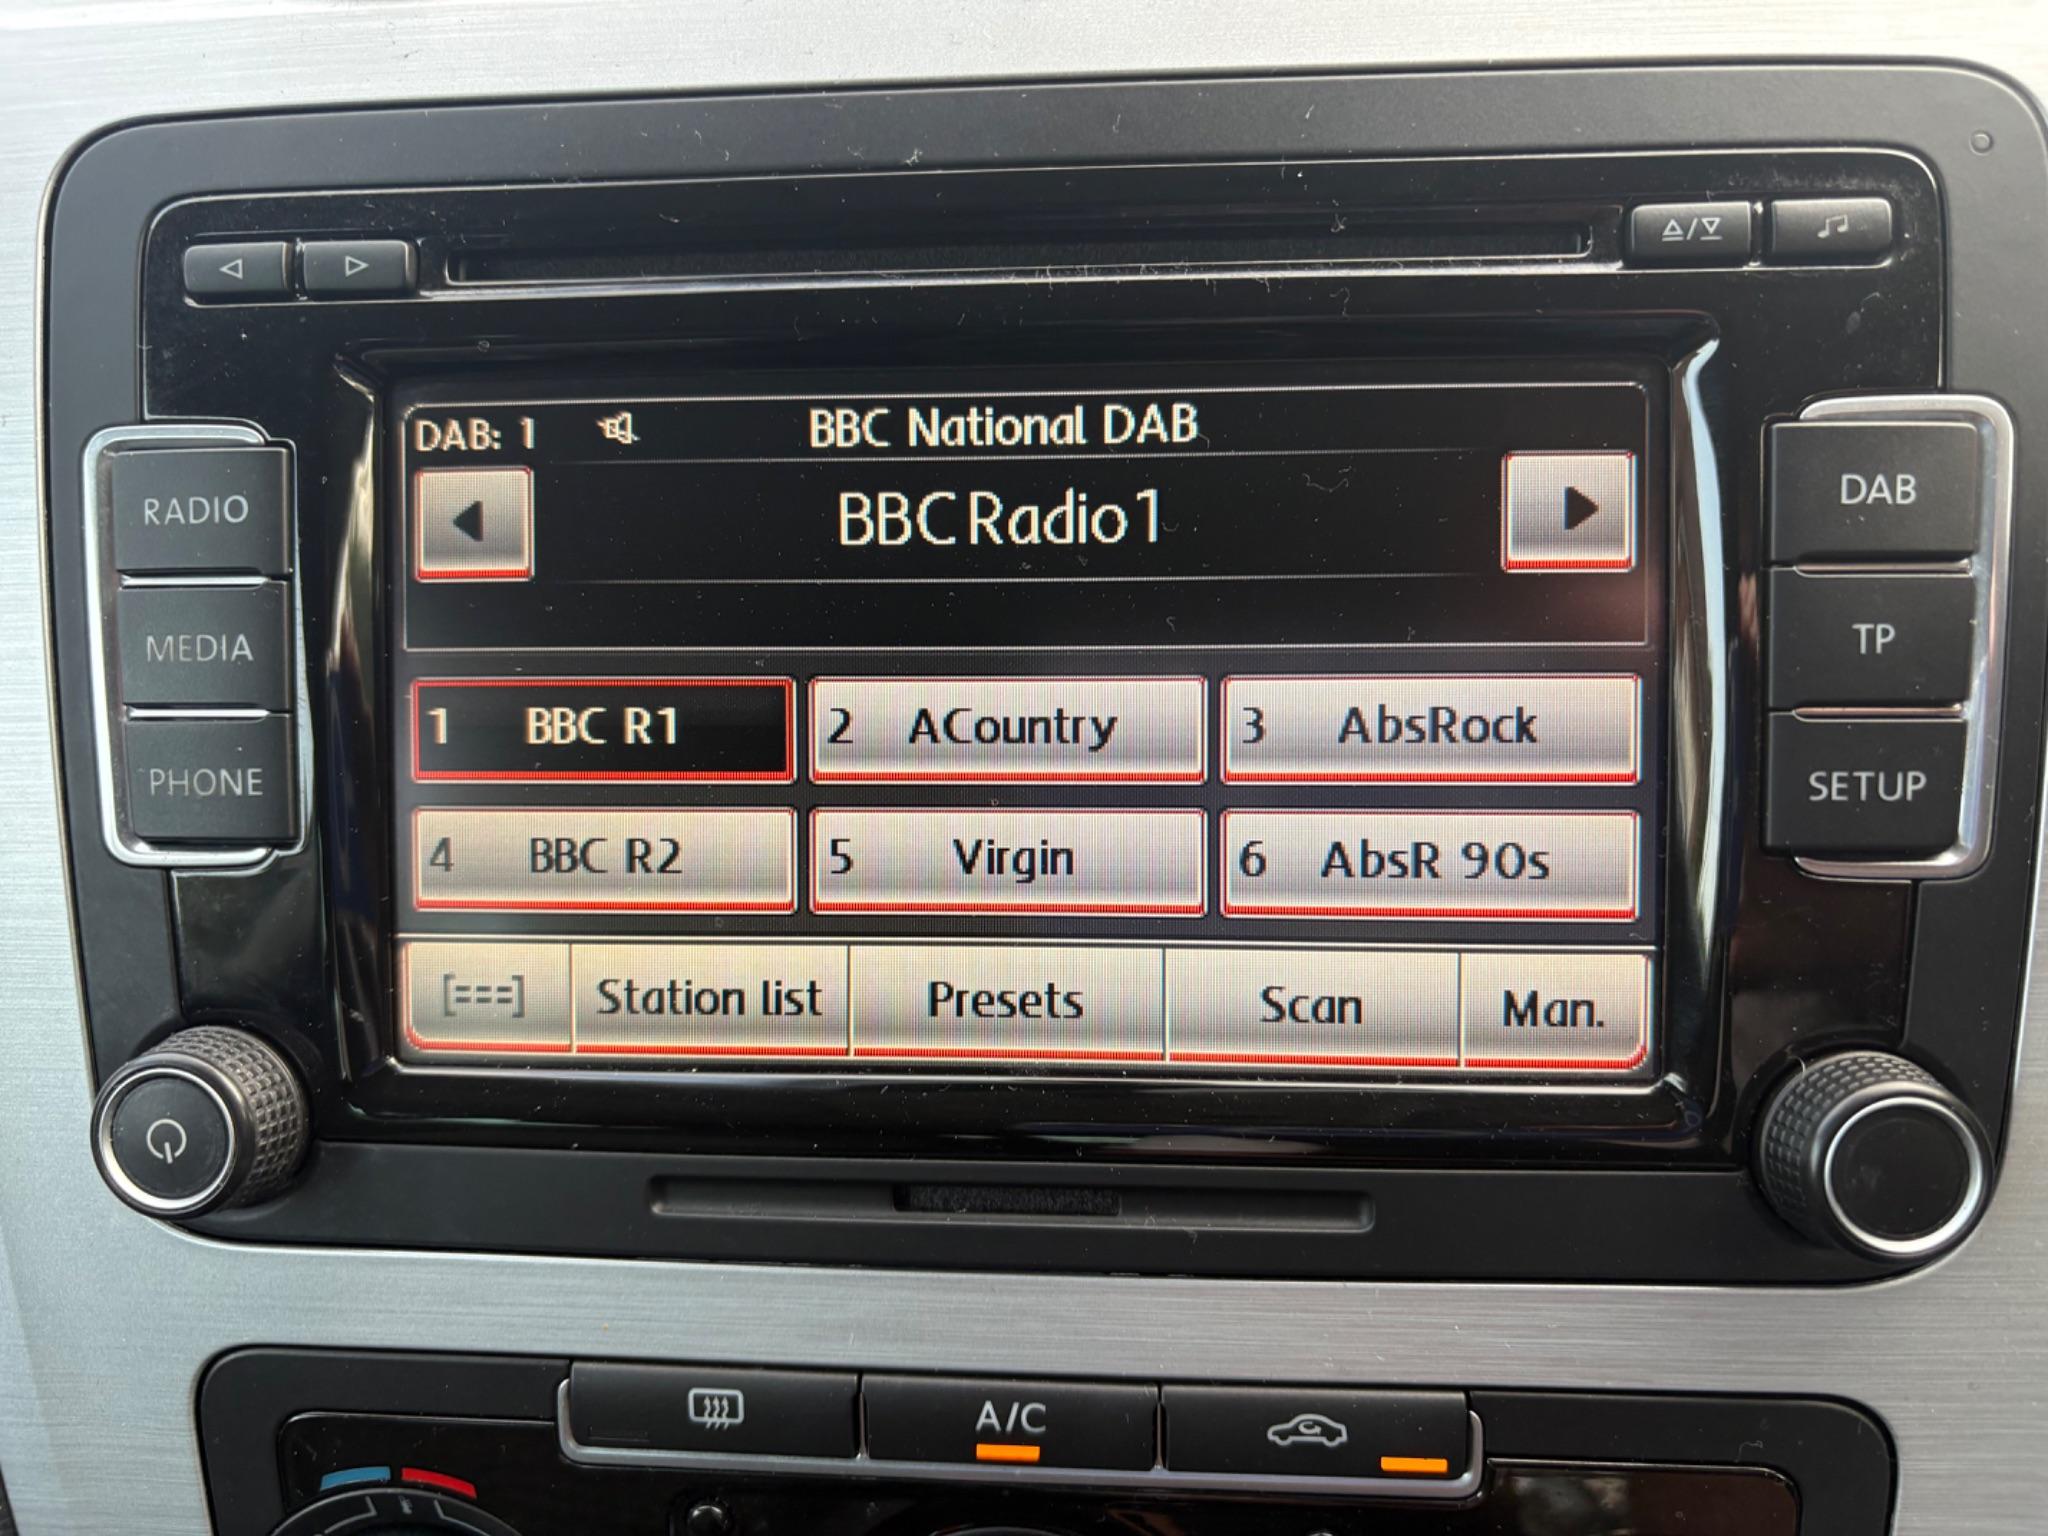 DAB: 1 BBC National DAB
BBC Radio 1
RADIO
MEDIA
PHONE
DAB
TP
SETUP
1 BBC R1
2 ACountry
3 AbsRock
4 BBC R2
5 Virgin
6 AbsR 90s
Station list
Presets
Scan
Man.
A/C